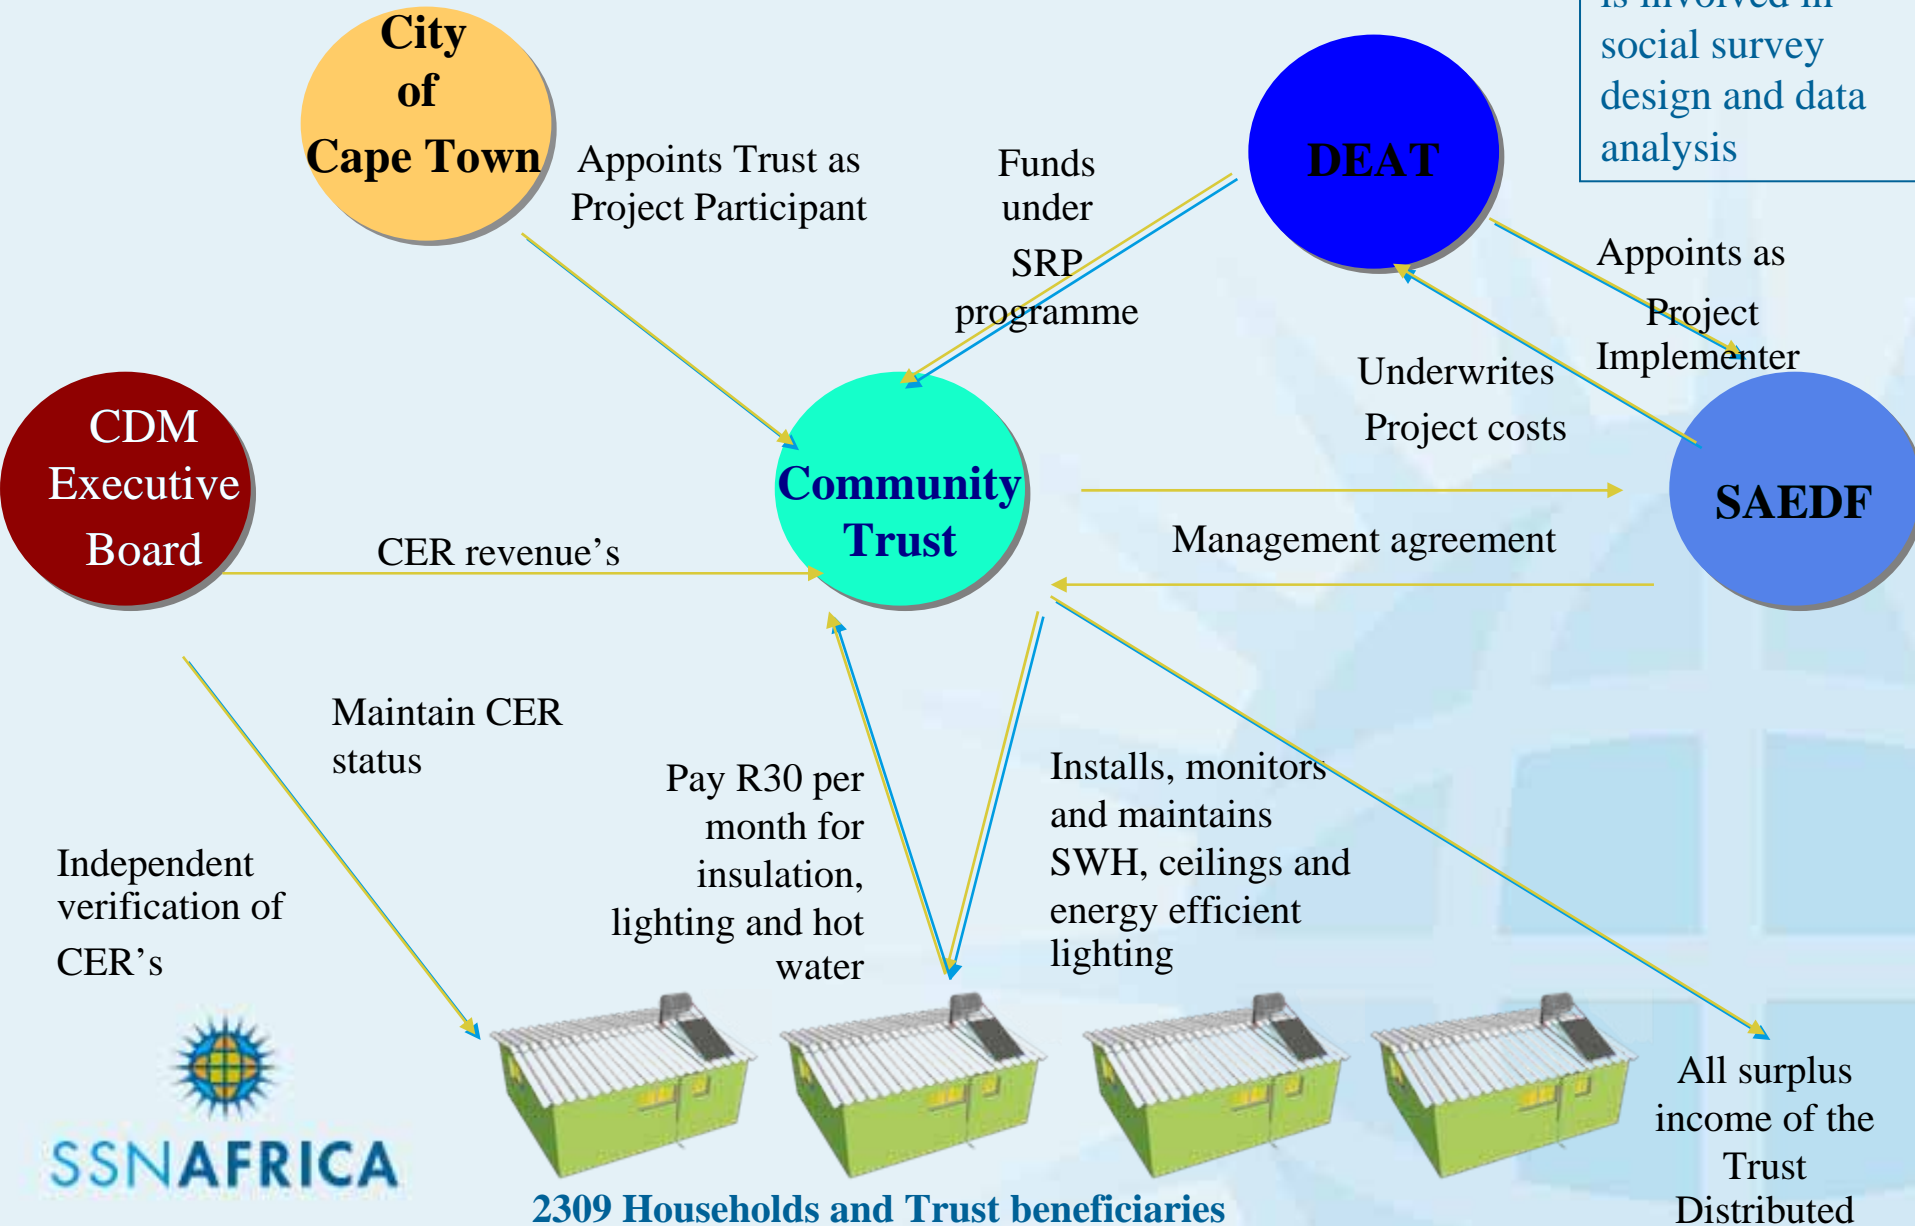 City
of
Cape Town
is involved in
social survey
design and data
analysis
Appoints Trust as
Project Participant
Funds
under
SRP
programme
DEAT
Appoints as
Project
Implementer
Underwrites
Project costs
CDM
Executive
Board
CER revenue’s
Community
Trust
Management agreement
SAEDF
Maintain CER
status
Independent
verification of
CER’s
Pay R30 per
month for
insulation,
lighting and hot
water
Installs, monitors
and maintains
SWH, ceilings and
energy efficient
lighting
All surplus
income of the
Trust
Distributed
SSNAFRICA
2309 Households and Trust beneficiaries